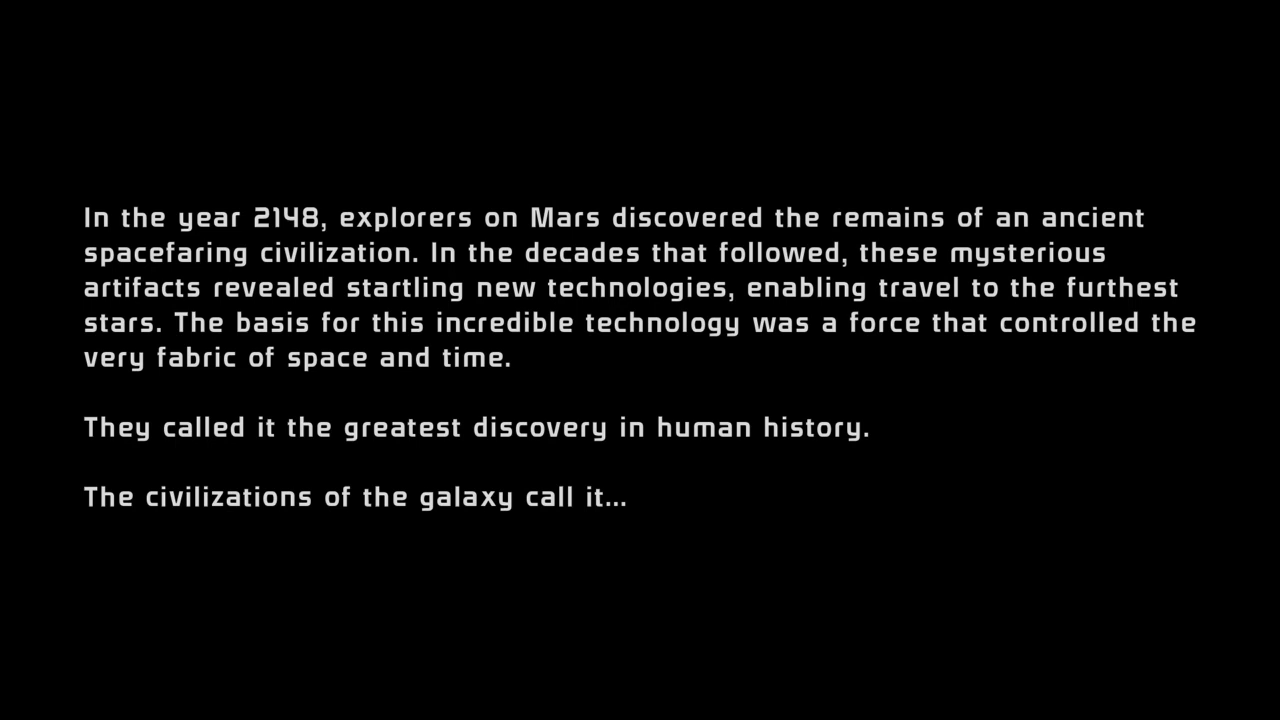 In the year 2148, explorers on Mars discovered the remains of an ancient
spacefaring civilization. In the decades that followed, these mysterious
artifacts revealed startling new technologies, enabling travel to the furthest
stars. The basis for this incredible technology was a force that controlled the
very fabric of space and time.
They called it the greatest discovery in human history.
The civilizations of the galaxy call it...